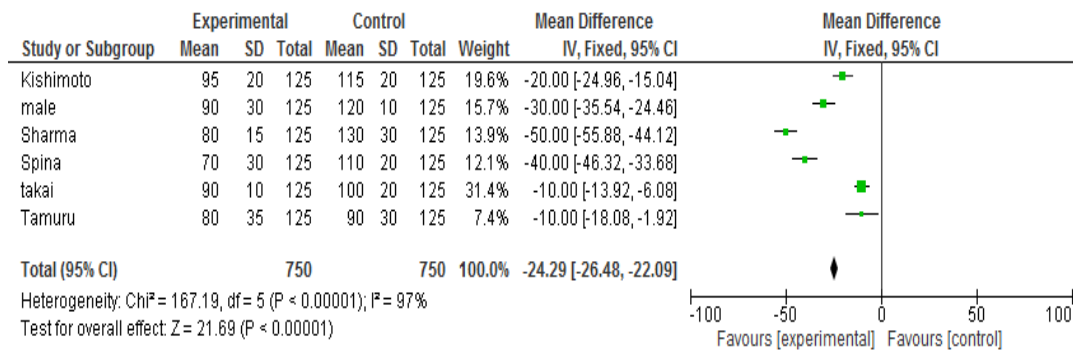 Experimental Control Mean Difference Mean Difference
Study or Subgroup Mean SD Total Mean SD Total Weight IV, Fixed, 95% CI IV, Fixed, 95% CI
Kishimoto 95 20 125 115 20 125 19.6% -20.00 [-24.96, -15.04]
male 90 30 125 120 10 125 15.7% -30.00 [-35.54, -24.46]
Sharma 80 15 125 130 30 125 13.9% -50.00 [-55.88, -44.12]
Spina 70 30 125 110 20 125 12.1% -40.00 [-46.32, -33.68]
takai 90 10 125 100 20 125 31.4% -10.00 [-13.92, -6.08]
Tamuru 80 35 125 90 30 125 7.4% -10.00 [-18.08, -1.92]
Total (95% CI) 750 750 100.0% -24.29 [-26.48, -22.09]
Heterogeneity: Chi² = 167.19, df = 5 (P < 0.00001); I² = 97%
Test for overall effect: Z = 21.69 (P < 0.00001)
-100 -50 0 50 100
Favours [experimental] Favours [control]